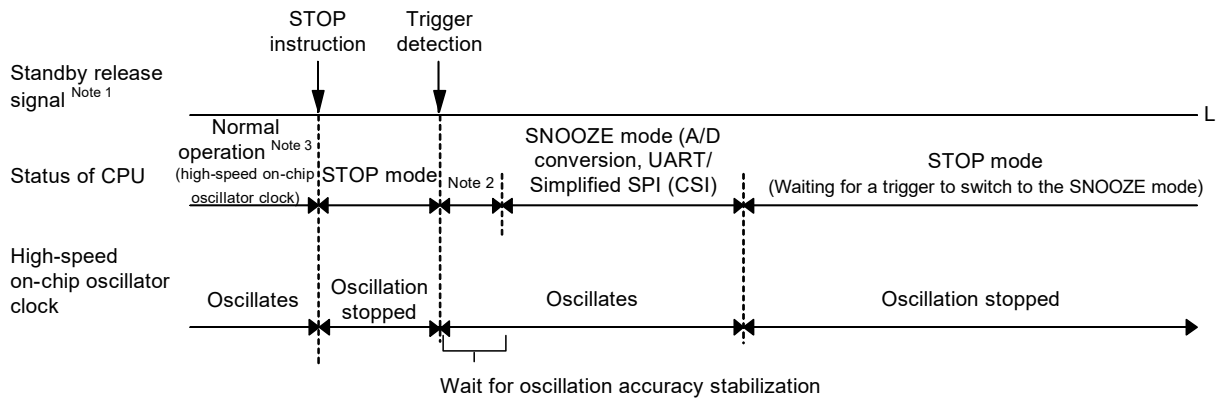 STOP
instruction
Trigger
detection
Standby release
signal Note 1
L
Status of CPU
Normal
operation Note 3
(high-speed on-chip
oscillator clock)
STOP mode
Note 2
SNOOZE mode (A/D
conversion, UART/
Simplified SPI (CSI)
STOP mode
(Waiting for a trigger to switch to the SNOOZE mode)
High-speed
on-chip oscillator
clock
Oscillates
Oscillation
stopped
Oscillates
Oscillation stopped
Wait for oscillation accuracy stabilization